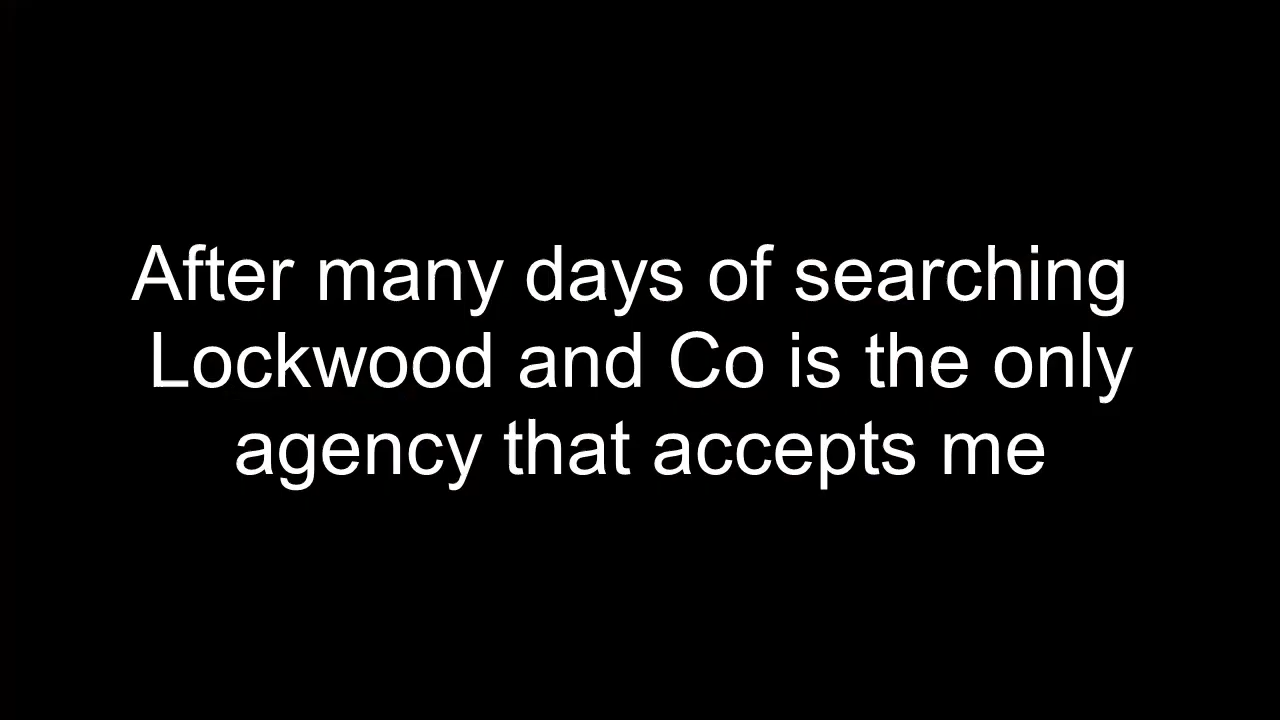 After many days of searching
Lockwood and Co is the only
agency that accepts me